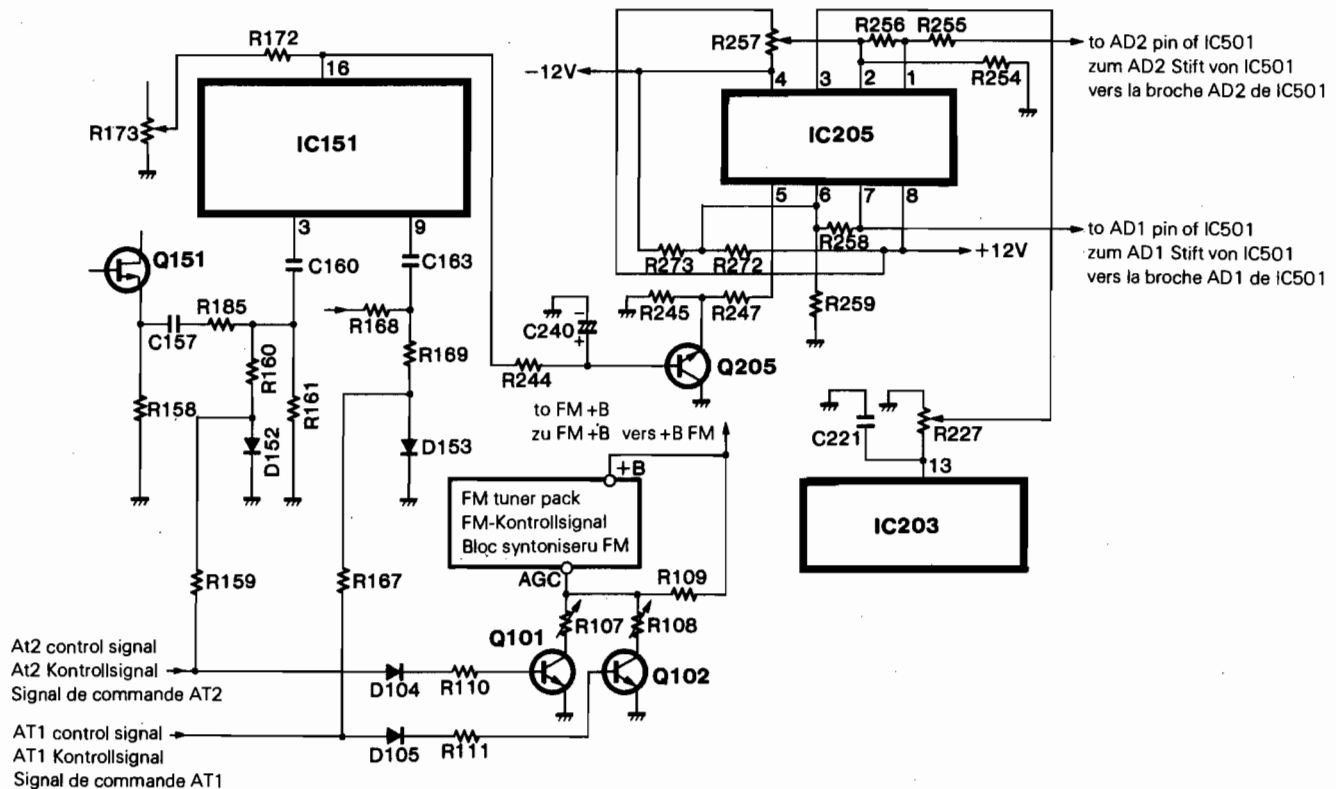 R172
16
R173
IC151
3
9
Q151
C160
C163
R185
C157
R168
R160
R169
R158
R161
D152
D153
R159
R167
−12V
R257
R256
R255
4
3
2
1
R254
to AD2 pin of IC501
zum AD2 Stift von IC501
vers la broche AD2 de IC501
IC205
5
6
7
8
R258
to AD1 pin of IC501
zum AD1 Stift von IC501
vers la broche AD1 de IC501
+12V
R273
R272
R259
R245
R247
C240
−
+
R244
Q205
to FM +B
zu FM +B vers +B FM
C221
R227
13
IC203
+B
FM tuner pack
FM-Kontrollsignal
Bloc syntoniseru FM
AGC
R109
R107
R108
Q101
Q102
At2 control signal
At2 Kontrollsignal
Signal de commande AT2
D104
R110
AT1 control signal
AT1 Kontrollsignal
Signal de commande AT1
D105
R111